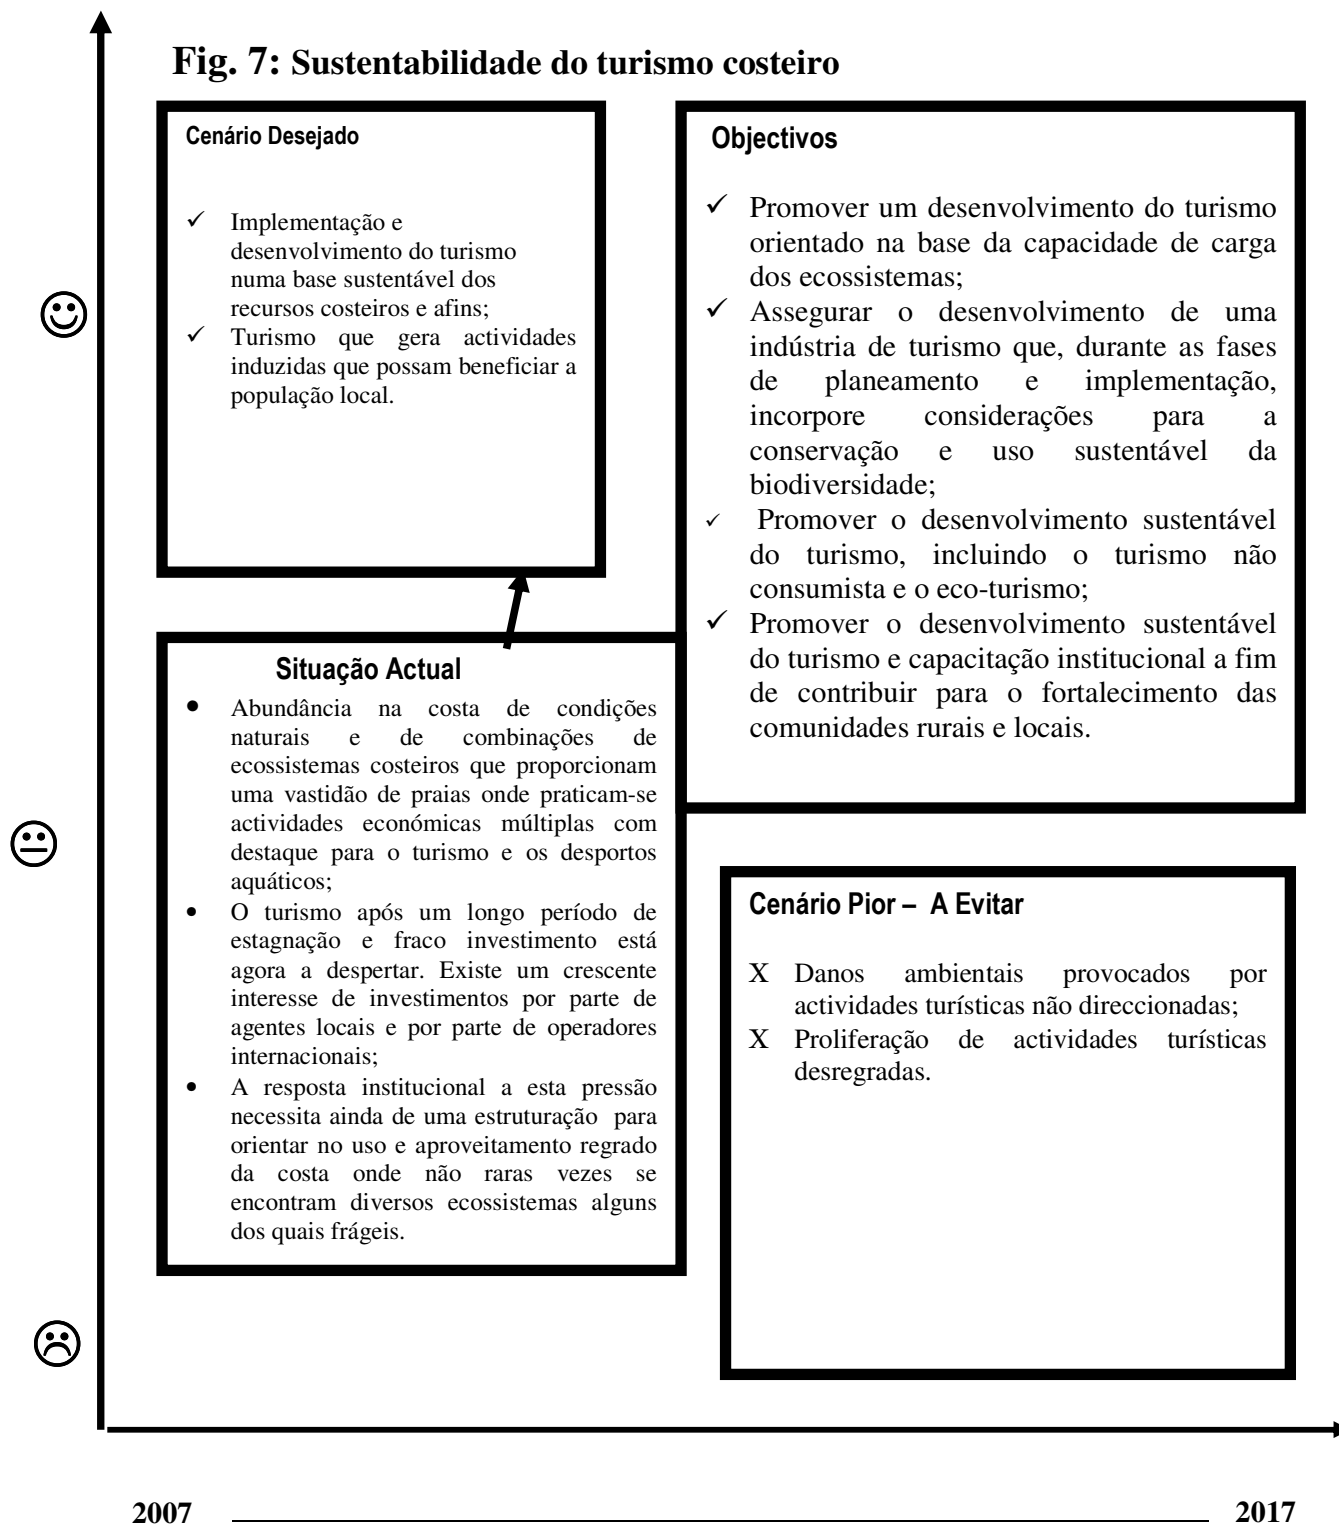 Fig. 7: Sustentabilidade do turismo costeiro
Cenário Desejado
✓ Implementação e
desenvolvimento do turismo
numa base sustentável dos
recursos costeiros e afins;
✓ Turismo que gera actividades
induzidas que possam beneficiar a
população local.
Objectivos
✓ Promover um desenvolvimento do turismo
orientado na base da capacidade de carga
dos ecossistemas;
✓ Assegurar o desenvolvimento de uma
indústria de turismo que, durante as fases
de planeamento e implementação,
incorpore considerações para a
conservação e uso sustentável da
biodiversidade;
✓ Promover o desenvolvimento sustentável
do turismo, incluindo o turismo não
consumista e o eco-turismo;
✓ Promover o desenvolvimento sustentável
do turismo e capacitação institucional a fim
de contribuir para o fortalecimento das
comunidades rurais e locais.
Situação Actual
• Abundância na costa de condições
naturais e de combinações de
ecossistemas costeiros que proporcionam
uma vastidão de praias onde praticam-se
actividades económicas múltiplas com
destaque para o turismo e os desportos
aquáticos;
• O turismo após um longo período de
estagnação e fraco investimento está
agora a despertar. Existe um crescente
interesse de investimentos por parte de
agentes locais e por parte de operadores
internacionais;
• A resposta institucional a esta pressão
necessita ainda de uma estruturação para
orientar no uso e aproveitamento regrado
da costa onde não raras vezes se
encontram diversos ecossistemas alguns
dos quais frágeis.
Cenário Pior – A Evitar
X Danos ambientais provocados por
actividades turísticas não direccionadas;
X Proliferação de actividades turísticas
desregradas.
2007
2017